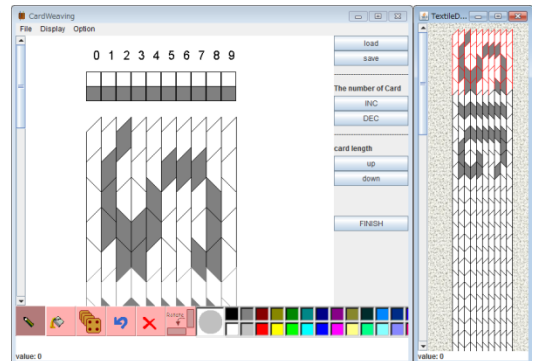 CardWeaving
File Display Option
0 1 2 3 4 5 6 7 8 9
load
save
The number of Card
INC
DEC
card length
up
down
FINISH
value: 0
TextileD...
value: 0